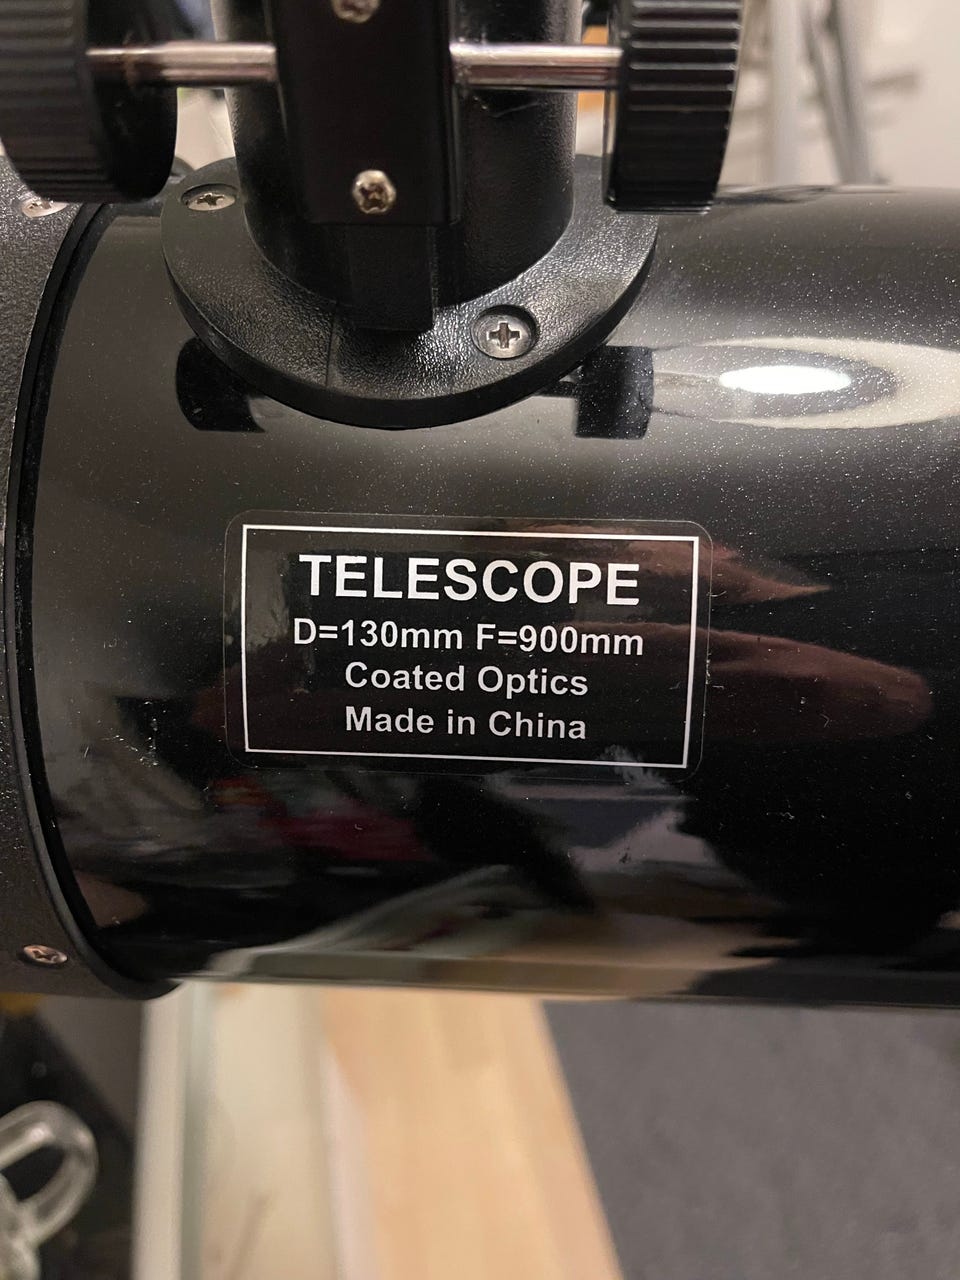 TELESCOPE
D=130mm F=900mm
Coated Optics
Made in China